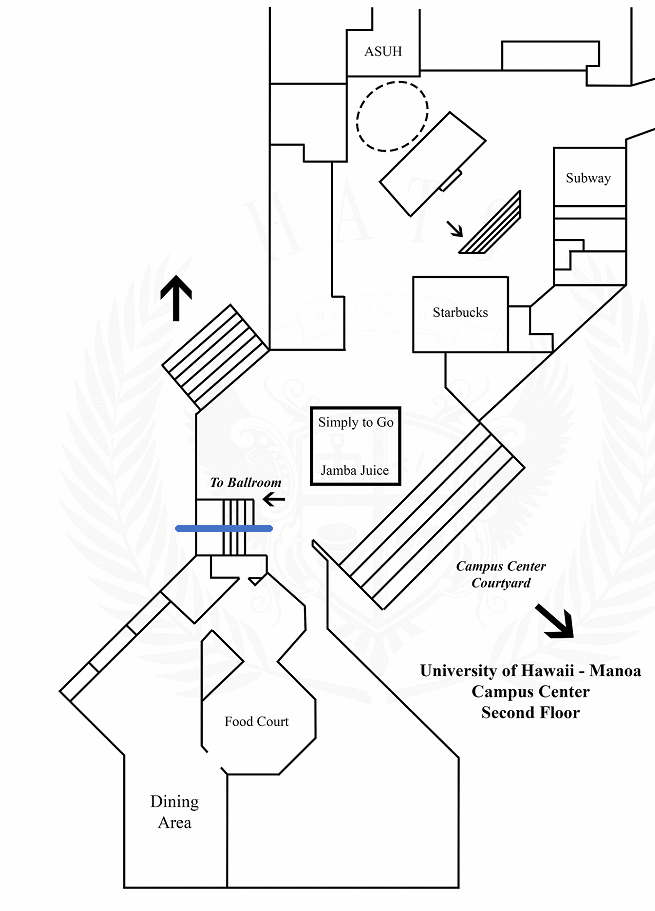 ASUH
Subway
Starbucks
Simply to Go
Jamba Juice
To Ballroom
Campus Center
Courtyard
University of Hawaii - Manoa
Campus Center
Second Floor
Food Court
Dining
Area